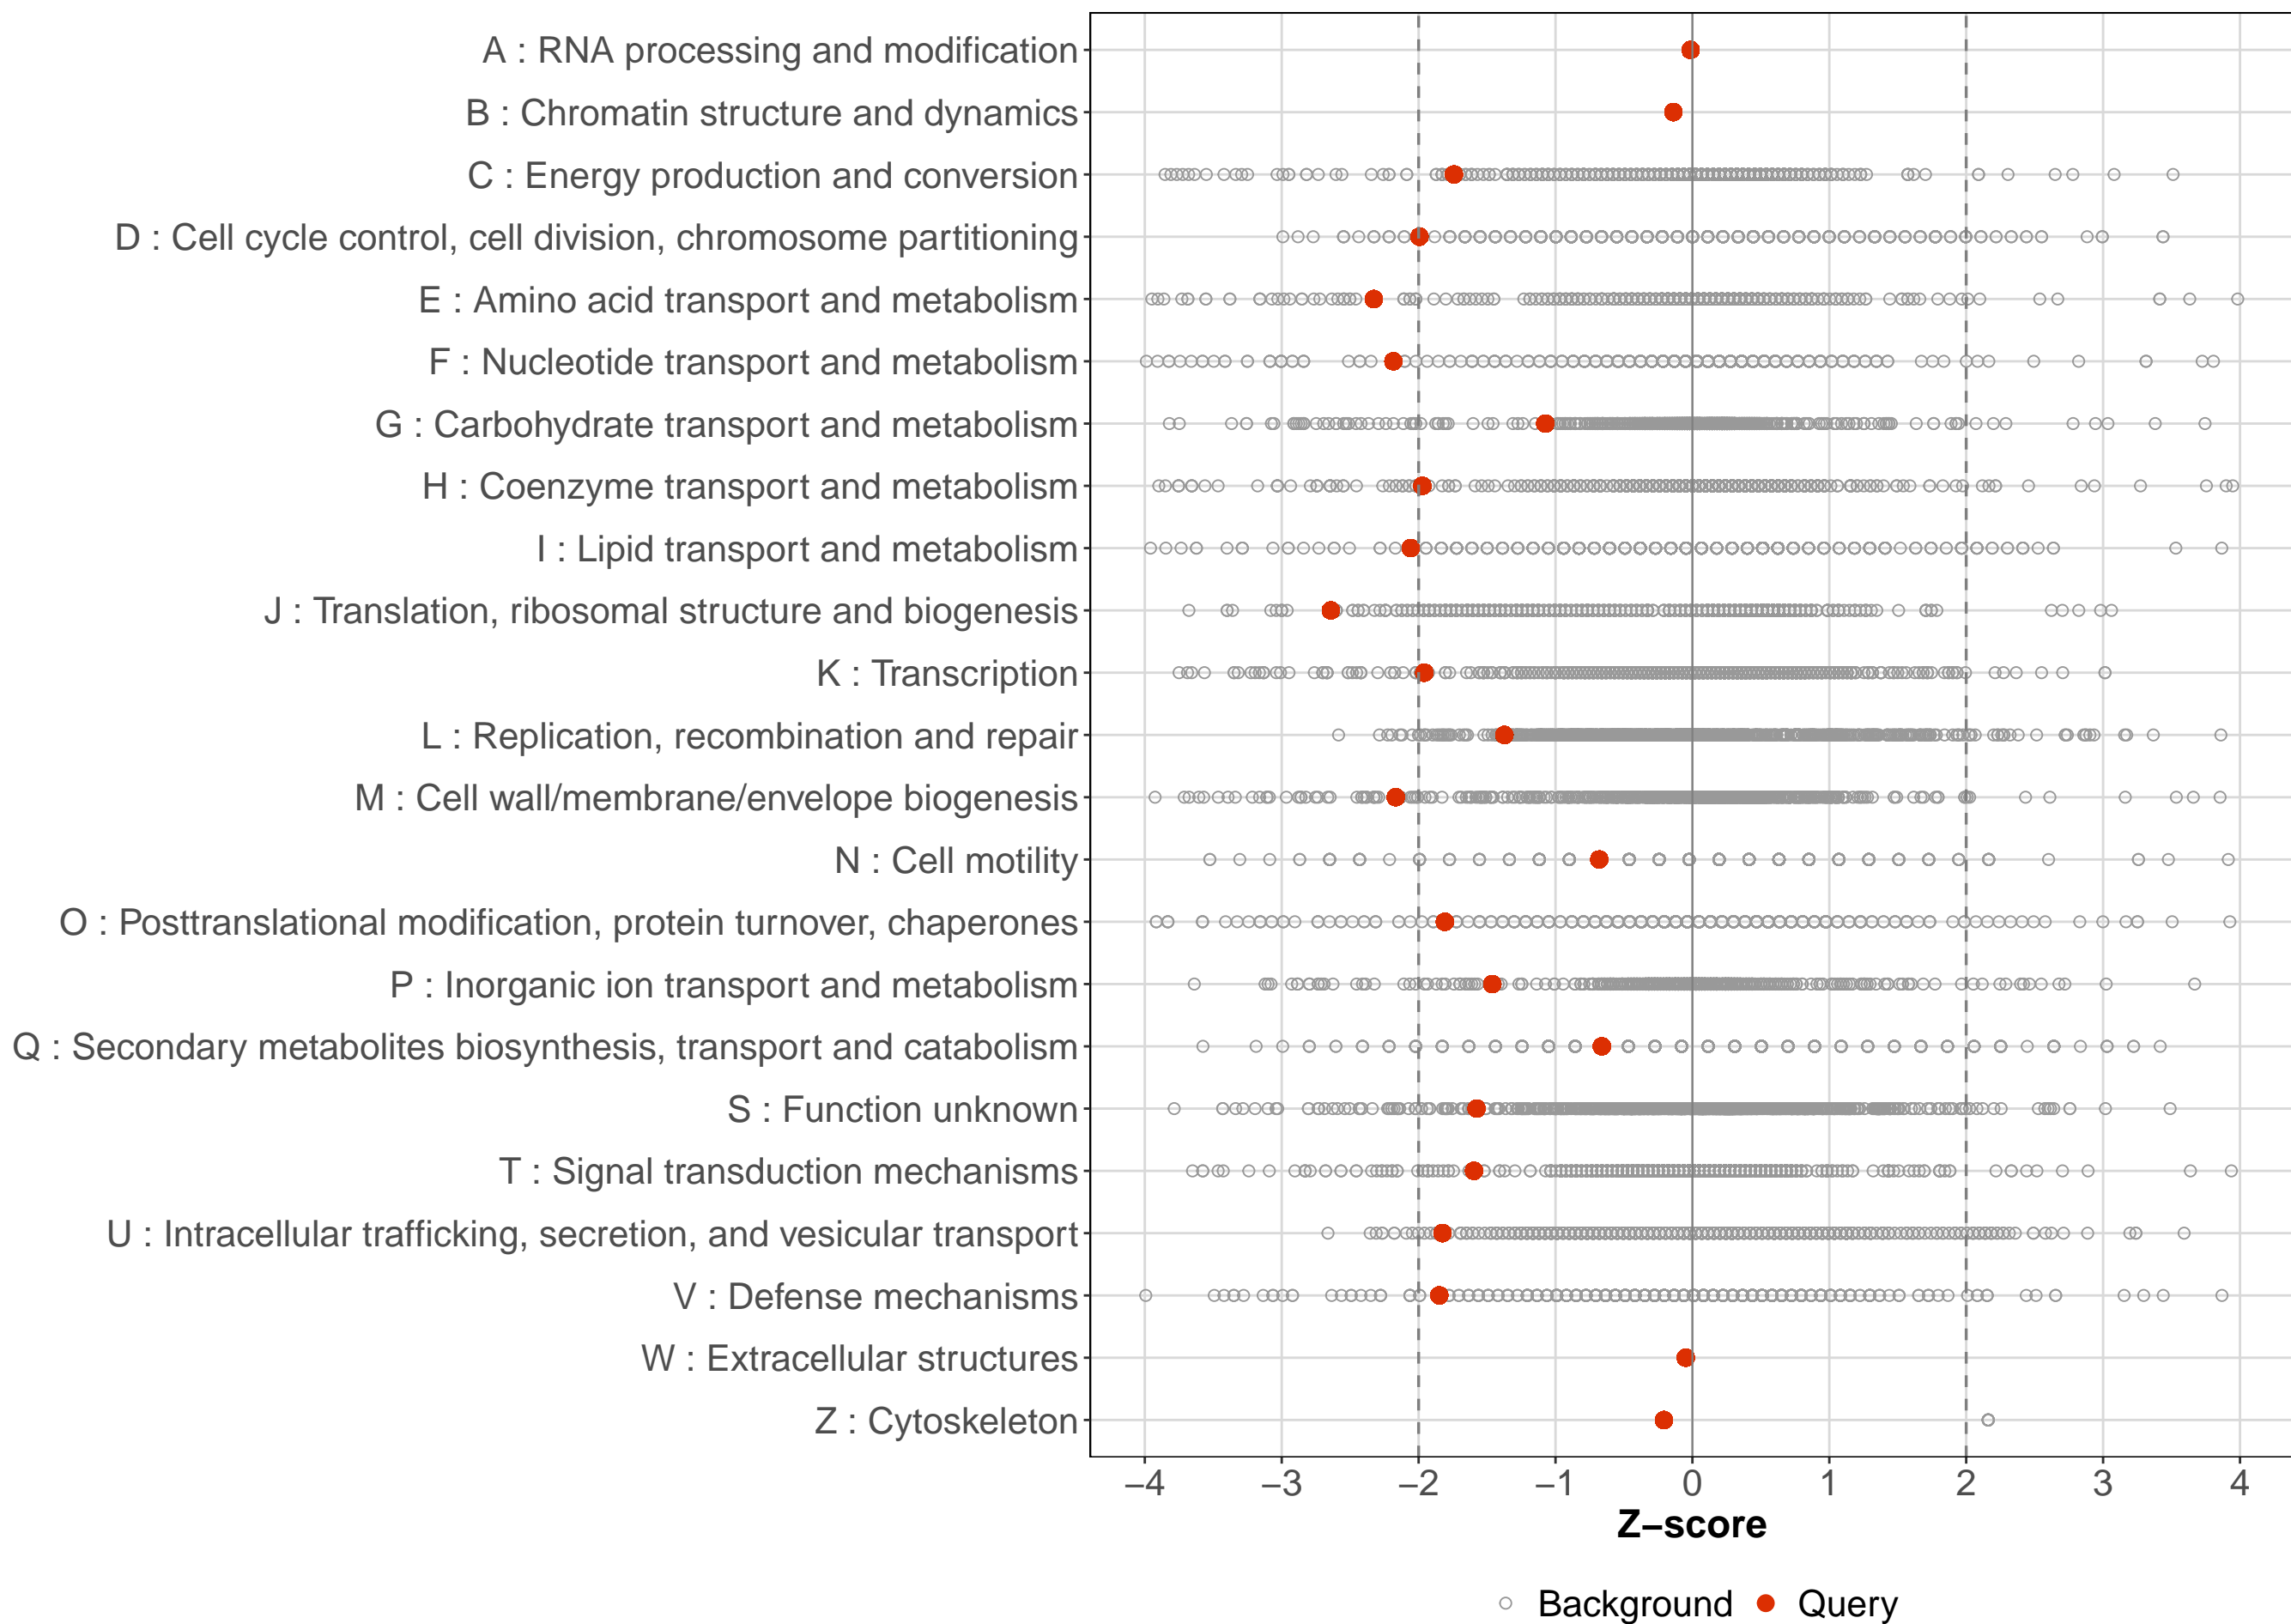 A : RNA processing and modification
B : Chromatin structure and dynamics
C : Energy production and conversion
D : Cell cycle control, cell division, chromosome partitioning
E : Amino acid transport and metabolism
F : Nucleotide transport and metabolism
G : Carbohydrate transport and metabolism
H : Coenzyme transport and metabolism
I : Lipid transport and metabolism
J : Translation, ribosomal structure and biogenesis
K : Transcription
L : Replication, recombination and repair
M : Cell wall/membrane/envelope biogenesis
N : Cell motility
O : Posttranslational modification, protein turnover, chaperones
P : Inorganic ion transport and metabolism
Q : Secondary metabolites biosynthesis, transport and catabolism
S : Function unknown
T : Signal transduction mechanisms
U : Intracellular trafficking, secretion, and vesicular transport
V : Defense mechanisms
W : Extracellular structures
Z : Cytoskeleton
−4 −3 −2 −1 0 1 2 3 4
Z−score
Background Query